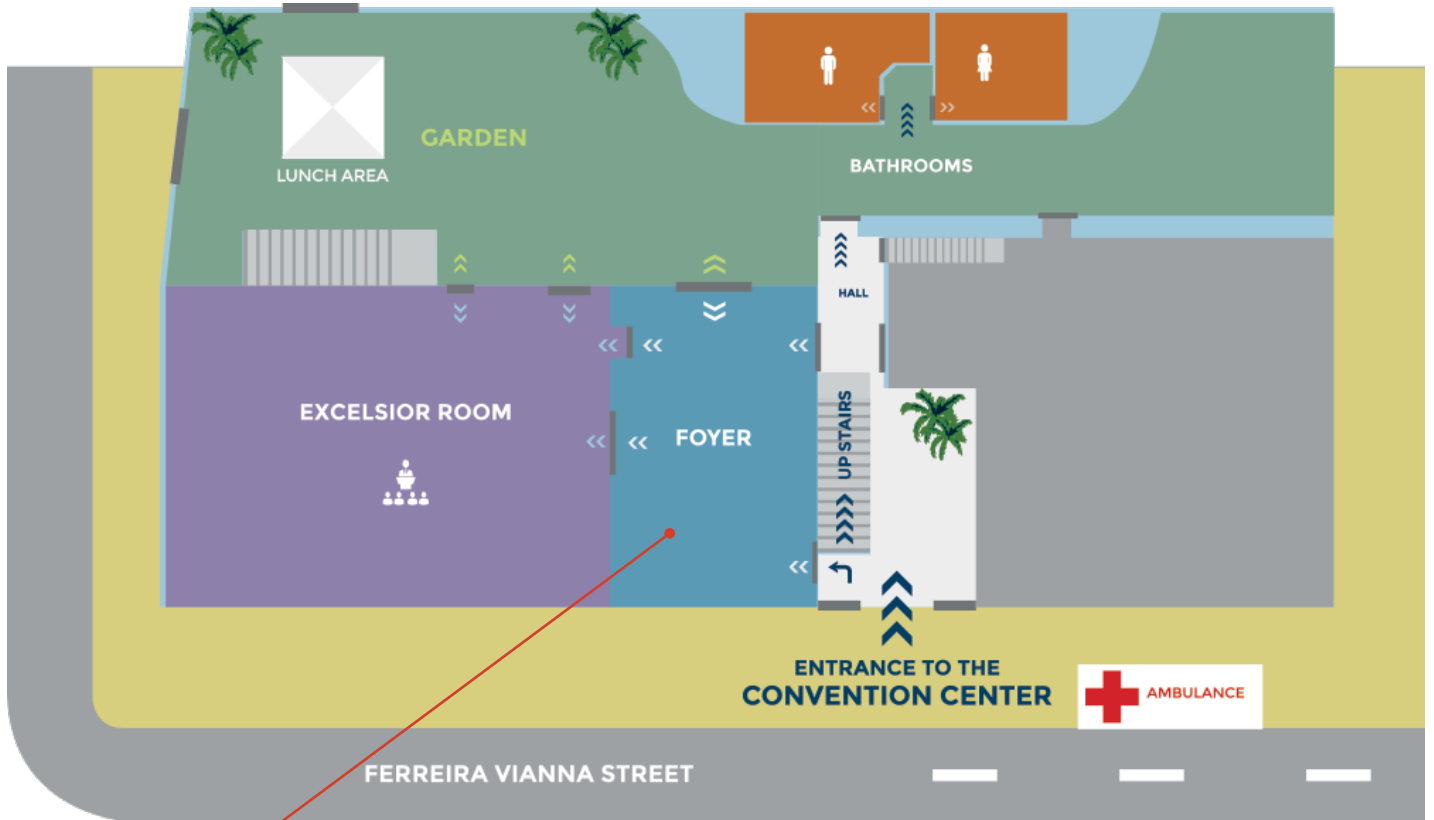 GARDEN
LUNCH AREA
BATHROOMS
HALL
EXCELSIOR ROOM
FOYER
UP STAIRS
ENTRANCE TO THE
CONVENTION CENTER
AMBULANCE
FERREIRA VIANNA STREET